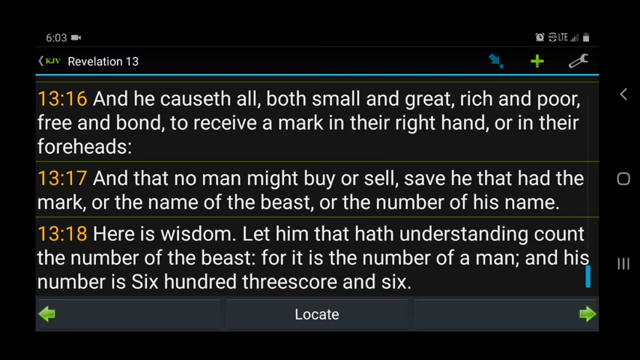 6:03
LTE
KJV Revelation 13
13:16 And he causeth all, both small and great, rich and poor,
free and bond, to receive a mark in their right hand, or in their
foreheads:
13:17 And that no man might buy or sell, save he that had the
mark, or the name of the beast, or the number of his name.
13:18 Here is wisdom. Let him that hath understanding count
the number of the beast: for it is the number of a man; and his
number is Six hundred threescore and six.
Locate